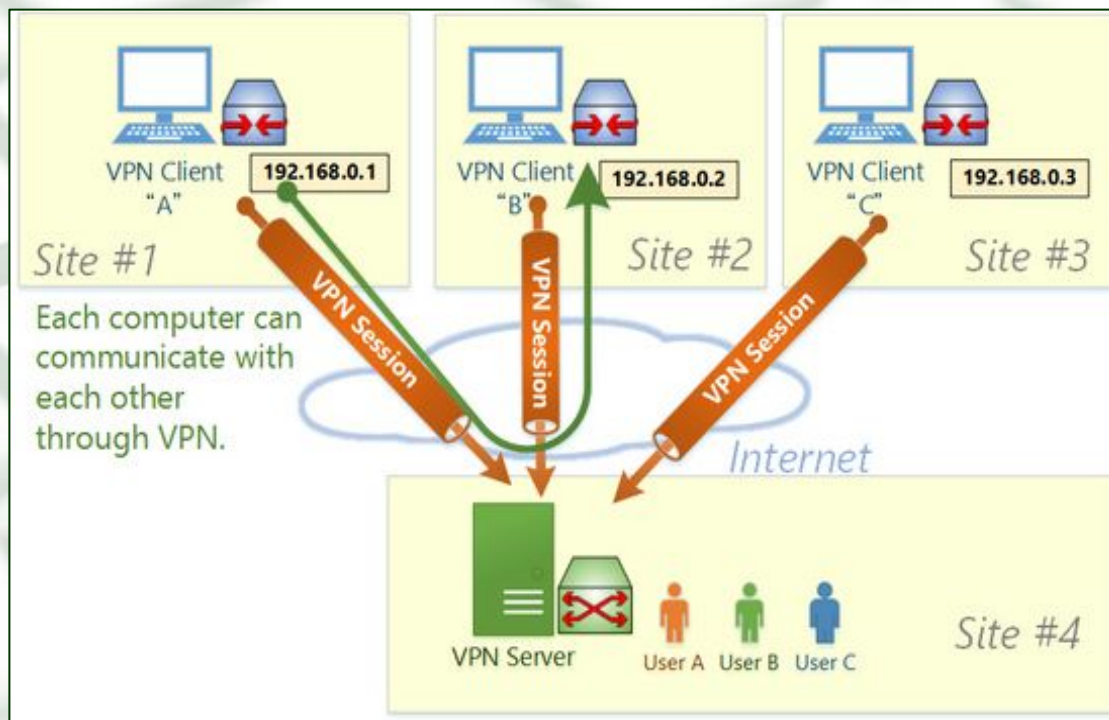 VPN Client
"A"
192.168.0.1
Site #1
VPN Client
"B"
192.168.0.2
Site #2
VPN Client
"C"
192.168.0.3
Site #3
Each computer can
communicate with
each other
through VPN.
VPN Session
VPN Session
VPN Session
Internet
VPN Server
User A
User B
User C
Site #4